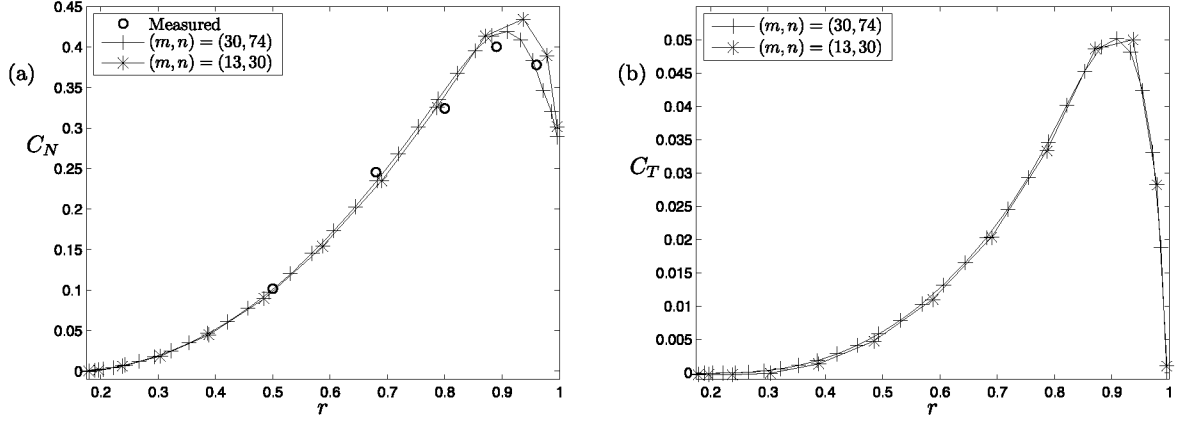 (a)
C_N
0.45
0.4
0.35
0.3
0.25
0.2
0.15
0.1
0.05
0
Measured
(m, n) = (30, 74)
(m, n) = (13, 30)
0.2 0.3 0.4 0.5 0.6 0.7 0.8 0.9 1
r
(b)
C_T
0.05
0.045
0.04
0.035
0.03
0.025
0.02
0.015
0.01
0.005
0
(m, n) = (30, 74)
(m, n) = (13, 30)
0.2 0.3 0.4 0.5 0.6 0.7 0.8 0.9 1
r